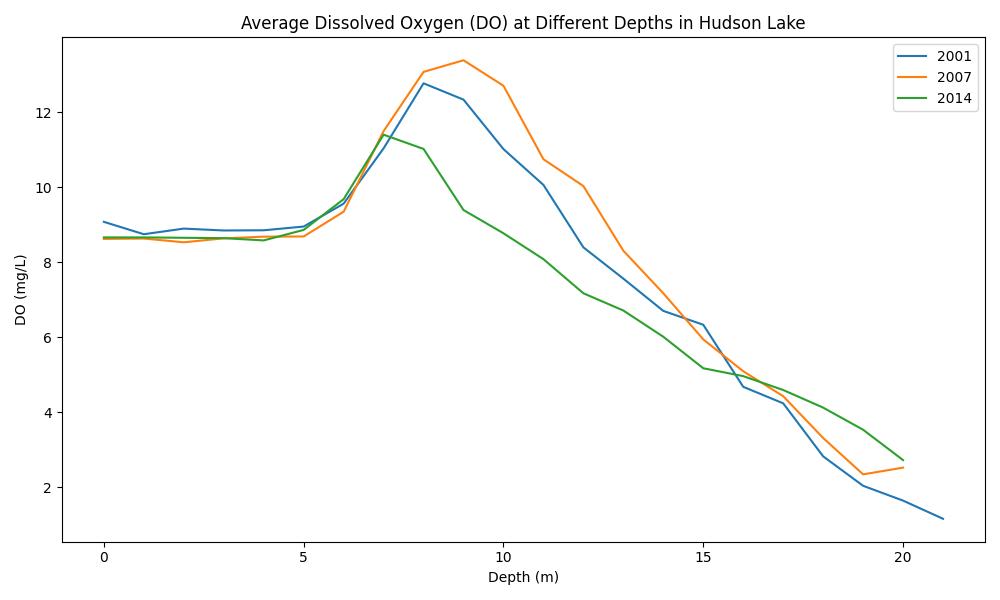 Average Dissolved Oxygen (DO) at Different Depths in Hudson Lake
2001
2007
2014
12
10
8
6
4
2
DO (mg/L)
0 5 10 15 20
Depth (m)